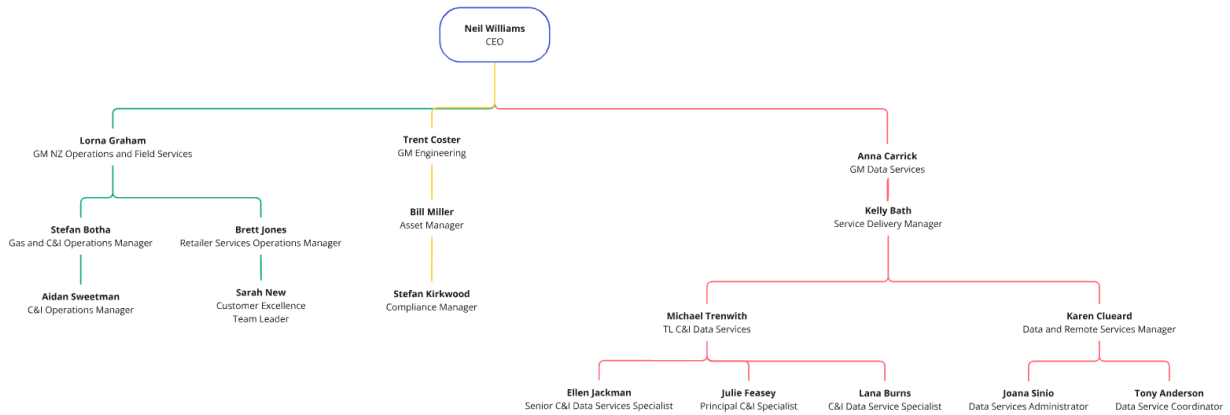 Neil Williams
CEO
Lorna Graham
GM NZ Operations and Field Services
Trent Coster
GM Engineering
Anna Carrick
GM Data Services
Stefan Botha
Gas and C&I Operations Manager
Brett Jones
Retailer Services Operations Manager
Bill Miller
Asset Manager
Kelly Bath
Service Delivery Manager
Aidan Sweetman
C&I Operations Manager
Sarah New
Customer Excellence
Team Leader
Stefan Kirkwood
Compliance Manager
Michael Trenwith
TL C&I Data Services
Karen Clueard
Data and Remote Services Manager
Ellen Jackman
Senior C&I Data Services Specialist
Julie Feasey
Principal C&I Specialist
Lana Burns
C&I Data Service Specialist
Joana Sinio
Data Services Administrator
Tony Anderson
Data Service Coordinator